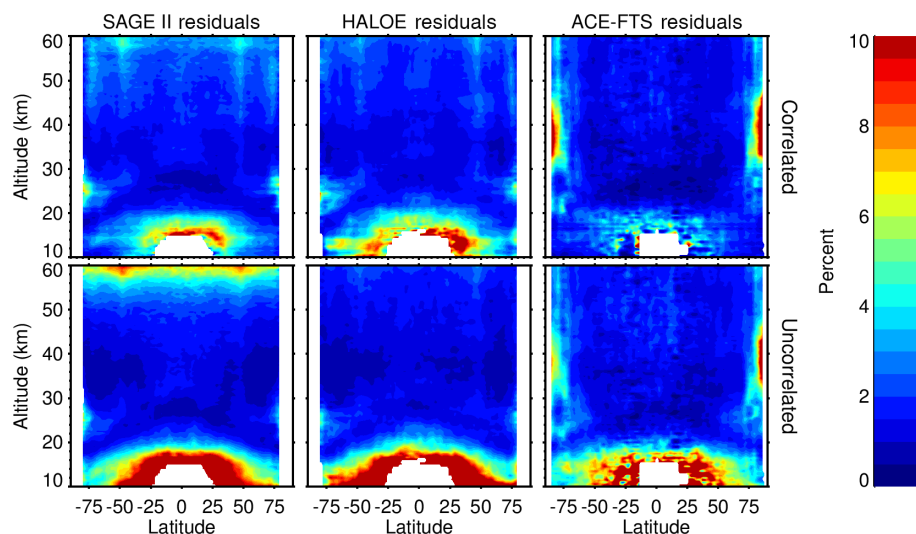 SAGE II residuals
HALOE residuals
ACE-FTS residuals
60
50
40
30
20
10
Altitude (km)
Correlated
60
50
40
30
20
10
Altitude (km)
Uncorrelated
-75 -50 -25 0 25 50 75
Latitude
-75 -50 -25 0 25 50 75
Latitude
-75 -50 -25 0 25 50 75
Latitude
10
8
6
4
2
0
Percent